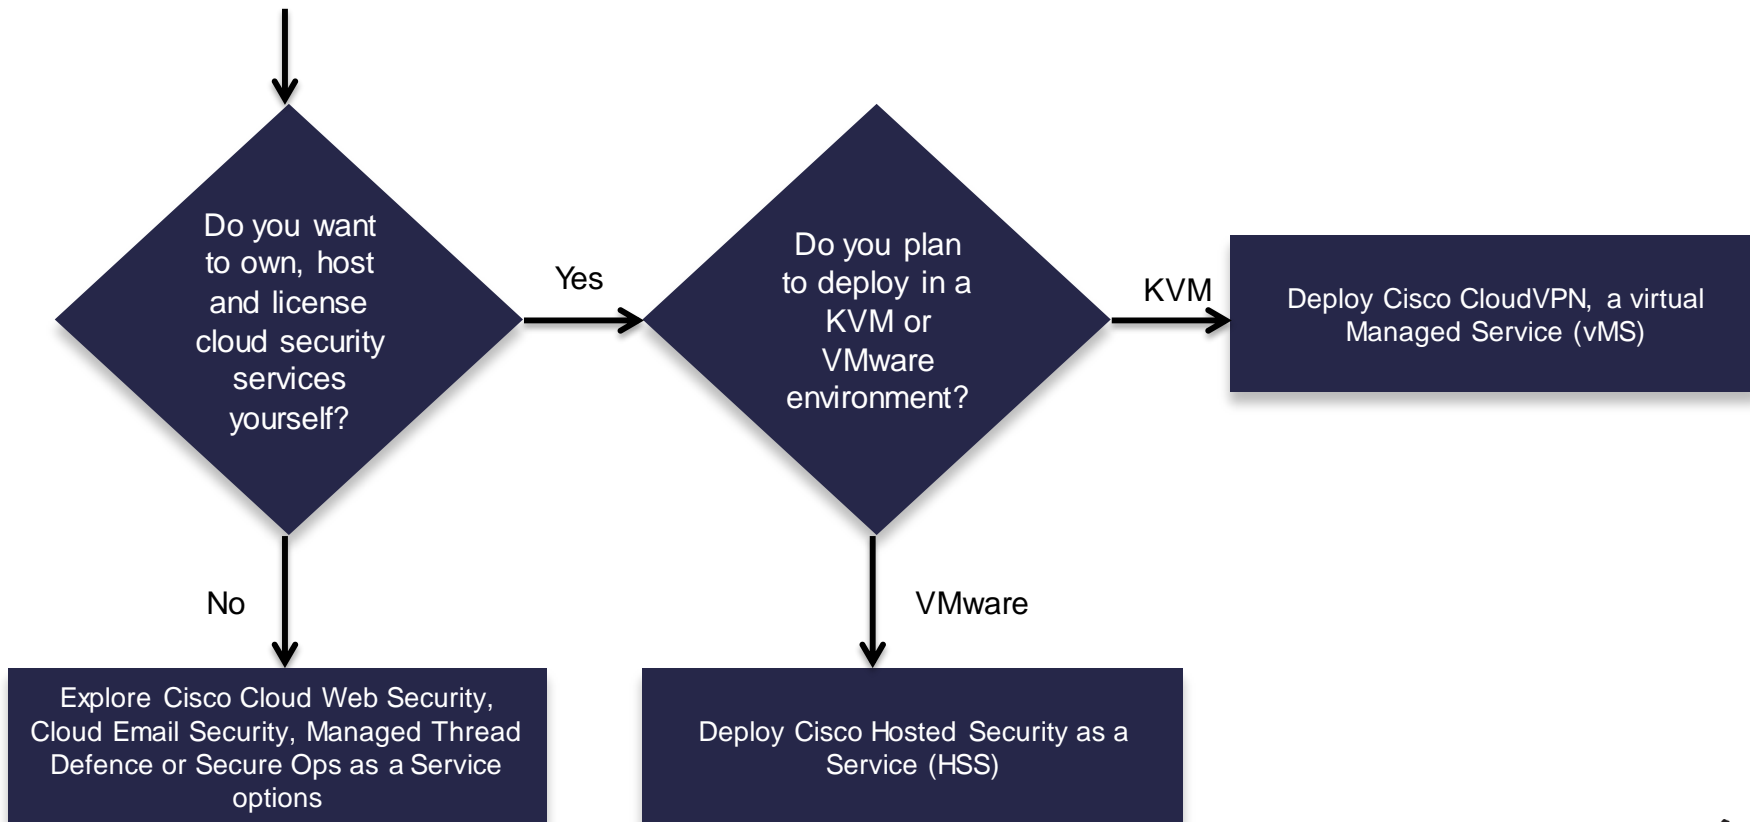 Do you want
to own, host
and license
cloud security
services
yourself?
Yes
Do you plan
to deploy in a
KVM or
VMware
environment?
KVM
Deploy Cisco CloudVPN, a virtual
Managed Service (vMS)
No
VMware
Explore Cisco Cloud Web Security,
Cloud Email Security, Managed Thread
Defence or Secure Ops as a Service
options
Deploy Cisco Hosted Security as a
Service (HSS)